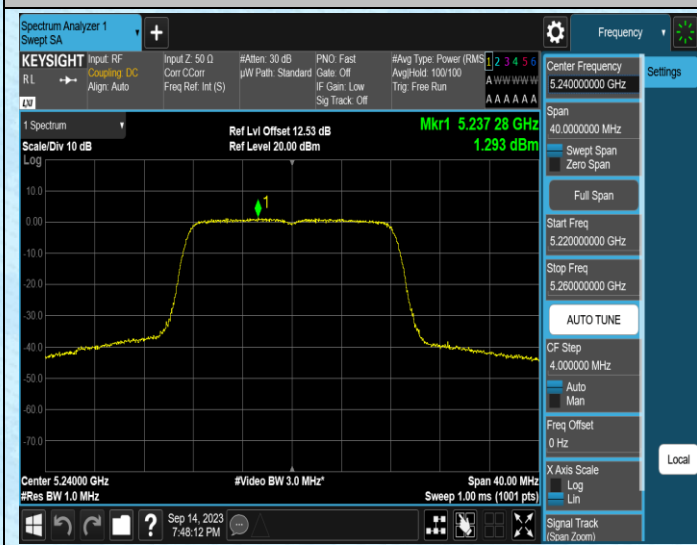 Spectrum Analyzer 1
Swept SA
Frequency
KEYSIGHT
RL
LXI
Input: RF
Coupling: DC
Align: Auto
Input Z: 50 Ω
Corr CCorr
Freq Ref: Int (S)
#Atten: 30 dB
µW Path: Standard
PNO: Fast
Gate: Off
IF Gain: Low
Sig Track: Off
#Avg Type: Power (RMS
Avg|Hold: 100/100
Trig: Free Run
1 2 3 4 5 6
A W W W W W
A A A A A A
1 Spectrum
Scale/Div 10 dB
Ref Lvl Offset 12.53 dB
Ref Level 20.00 dBm
Mkr1 5.237 28 GHz
1.293 dBm
Log
10.0
0.00
-10.0
-20.0
-30.0
-40.0
-50.0
-60.0
-70.0
1
Center 5.24000 GHz
#Res BW 1.0 MHz
#Video BW 3.0 MHz*
Span 40.00 MHz
Sweep 1.00 ms (1001 pts)
Sep 14, 2023
7:48:12 PM
?
Center Frequency
5.240000000 GHz
Span
40.0000000 MHz
Swept Span
Zero Span
Full Span
Start Freq
5.220000000 GHz
Stop Freq
5.260000000 GHz
AUTO TUNE
CF Step
4.000000 MHz
Auto
Man
Freq Offset
0 Hz
X Axis Scale
Log
Lin
Signal Track
(Span Zoom)
Settings
Local